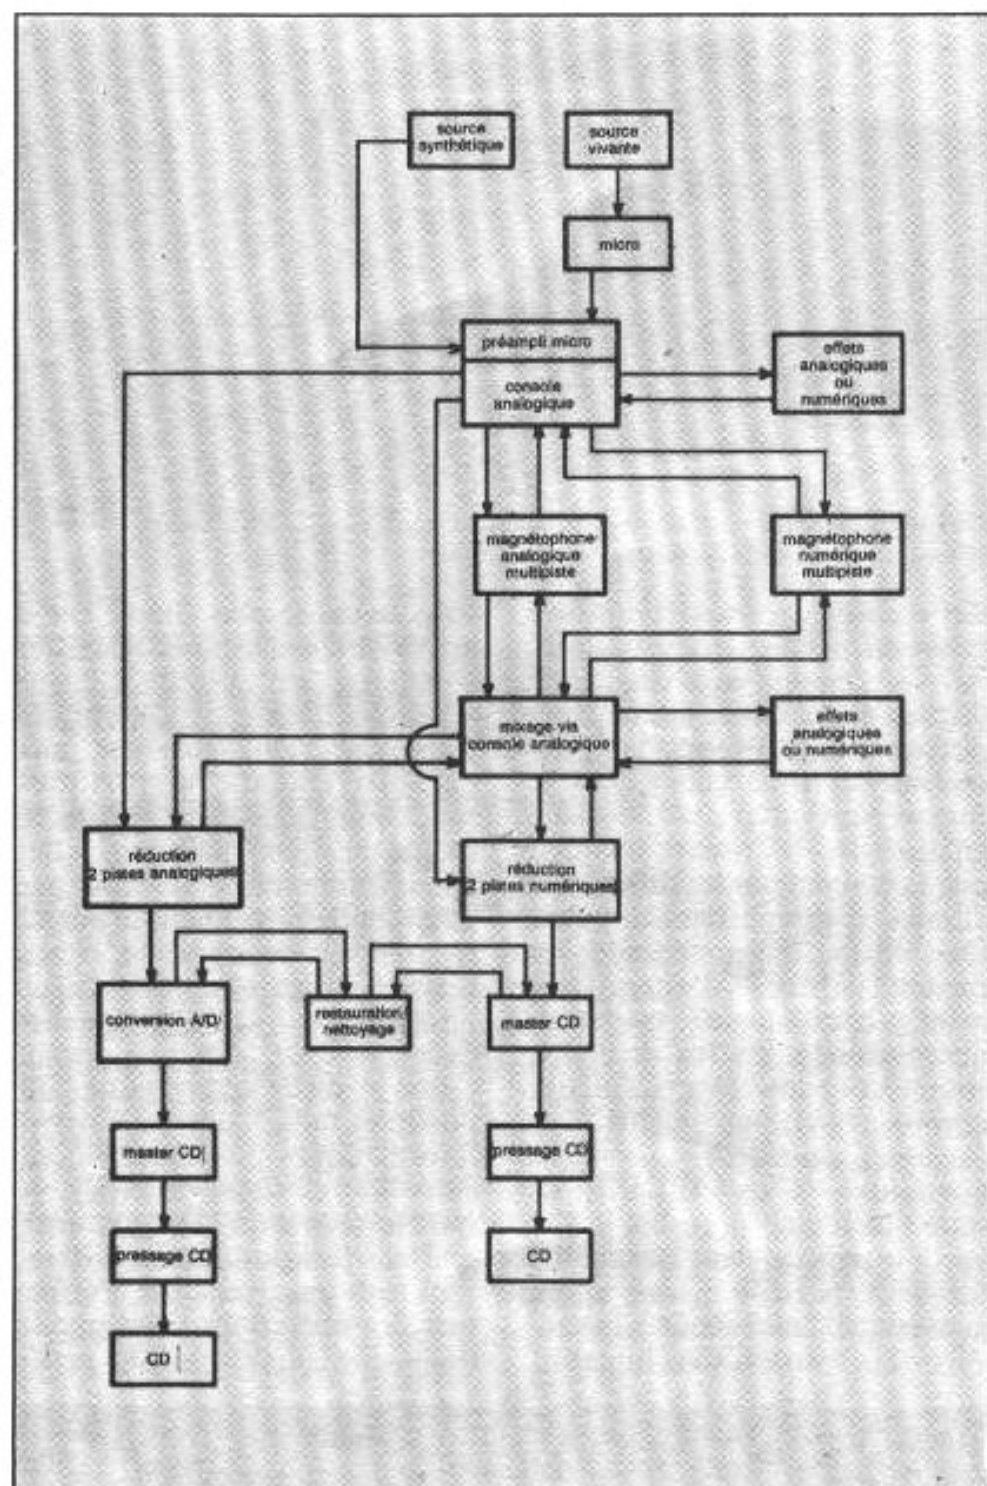 source
synthétique
source
vivante
micro
préampli micro
console
analogique
effets
analogiques
ou
numériques
magnétophone
analogique
multipiste
magnétophone
numérique
multipiste
mixage via
console analogique
effets
analogiques
ou numériques
réduction
2 pistes analogiques
réduction
2 pistes numériques
conversion A/D
restauration
nettoyage
master CD
master CD
pressage CD
pressage CD
CD
CD